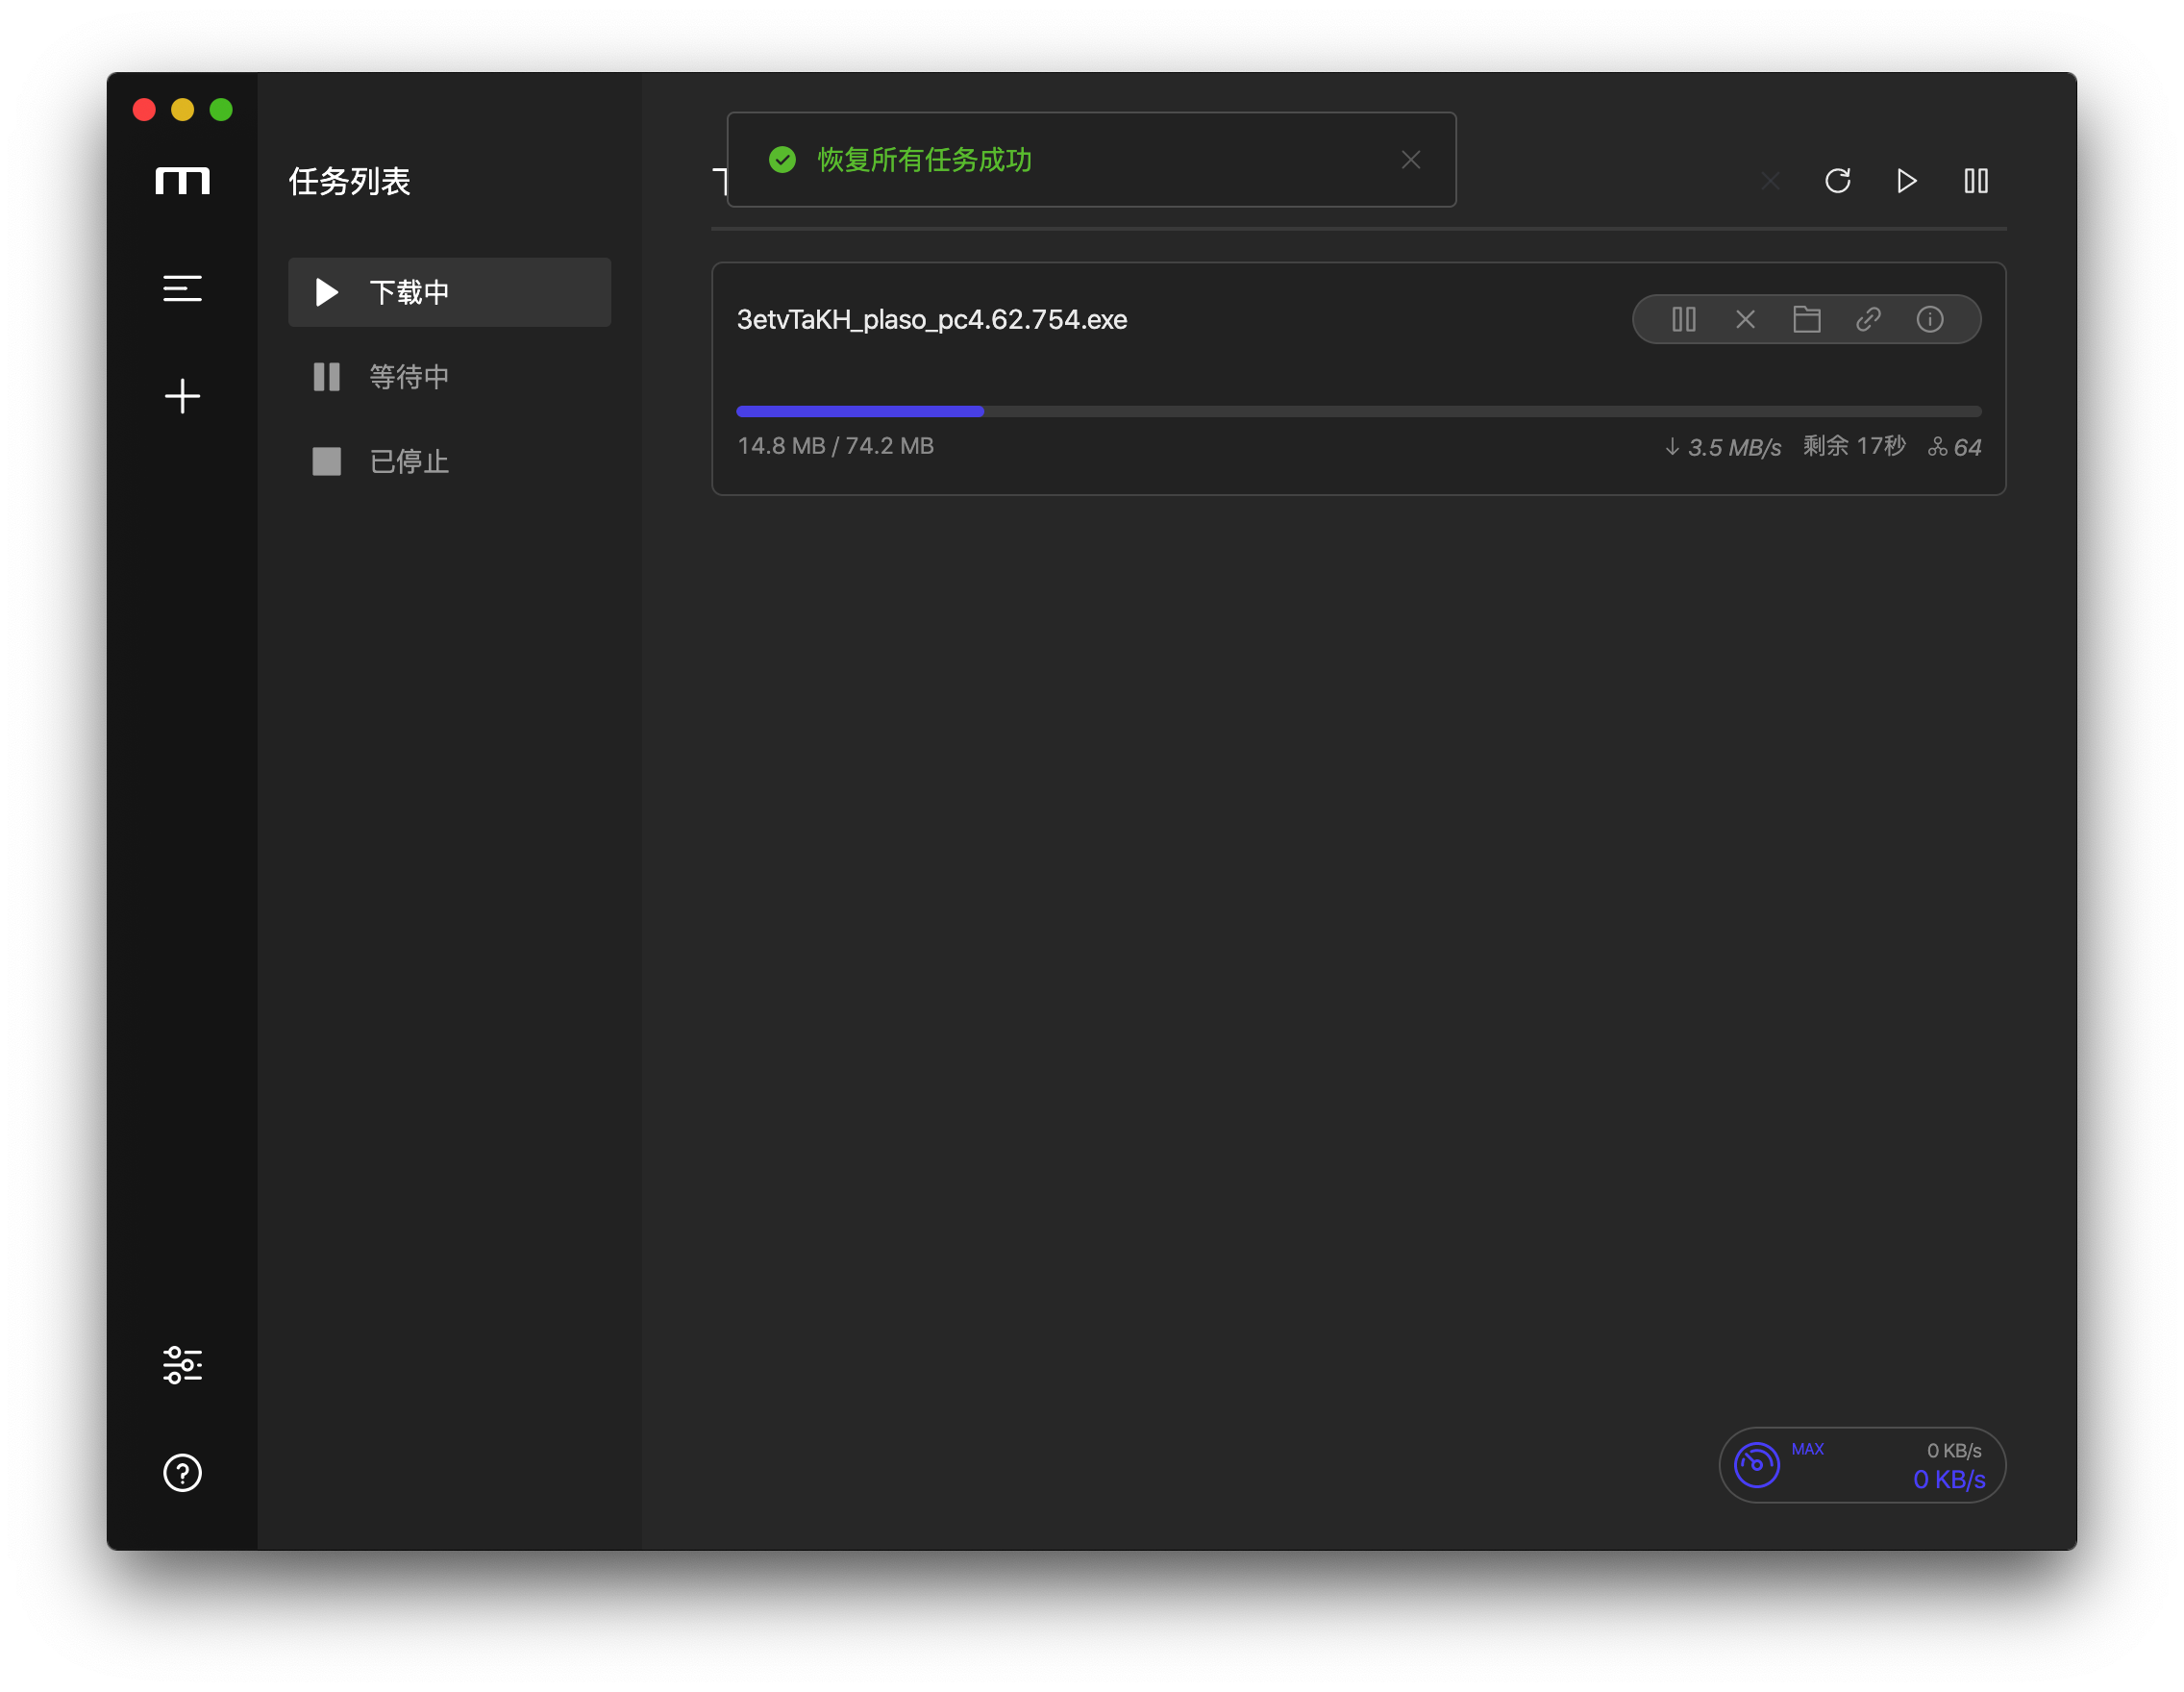 任务列表
下载中
等待中
已停止
恢复所有任务成功
3etvTaKH_plaso_pc4.62.754.exe
14.8 MB / 74.2 MB
↓ 3.5 MB/s 剩余 17秒 64
MAX
0 KB/s
0 KB/s